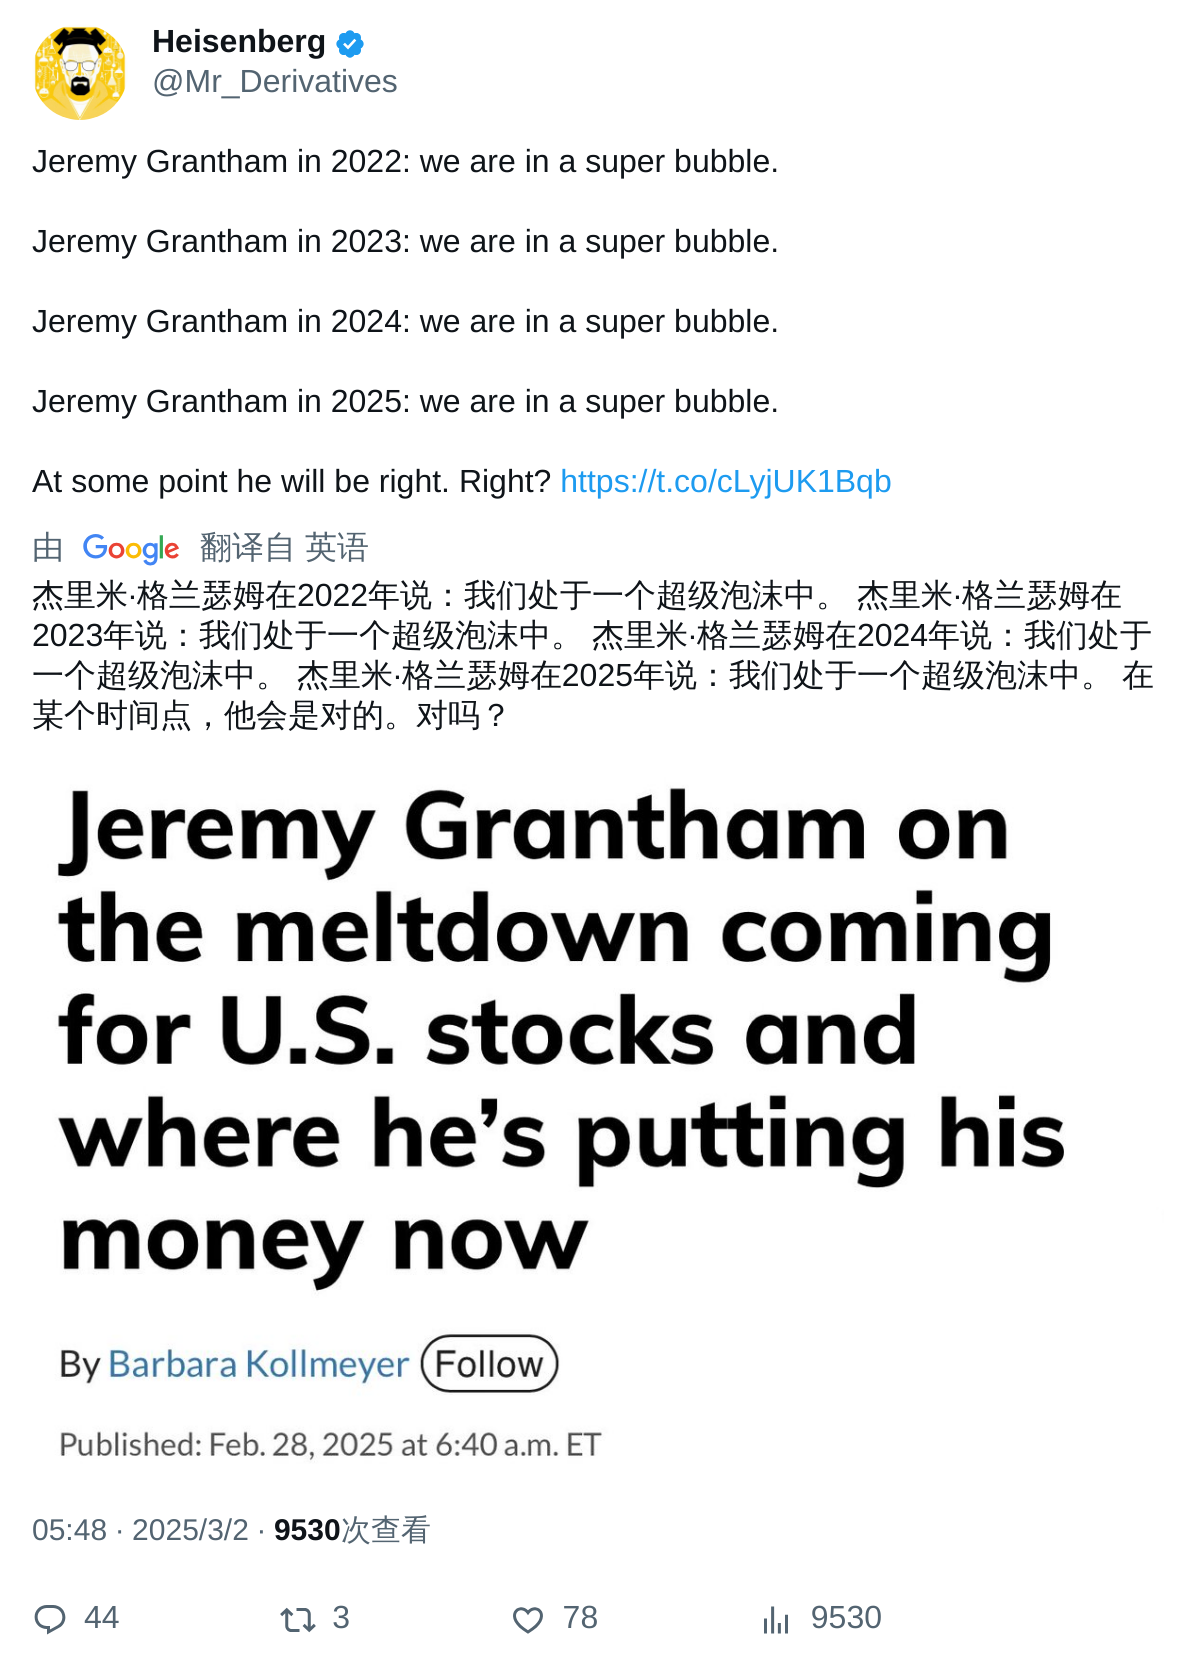 Heisenberg
@Mr_Derivatives
Jeremy Grantham in 2022: we are in a super bubble.
Jeremy Grantham in 2023: we are in a super bubble.
Jeremy Grantham in 2024: we are in a super bubble.
Jeremy Grantham in 2025: we are in a super bubble.
At some point he will be right. Right? https://t.co/cLyjUK1Bqb
由 Google 翻译自 英语
杰里米·格兰瑟姆在2022年说：我们处于一个超级泡沫中。 杰里米·格兰瑟姆在
2023年说：我们处于一个超级泡沫中。 杰里米·格兰瑟姆在2024年说：我们处于
一个超级泡沫中。 杰里米·格兰瑟姆在2025年说：我们处于一个超级泡沫中。 在
某个时间点，他会是对的。对吗？
Jeremy Grantham on
the meltdown coming
for U.S. stocks and
where he’s putting his
money now
By Barbara Kollmeyer Follow
Published: Feb. 28, 2025 at 6:40 a.m. ET
05:48 · 2025/3/2 · 9530次查看
44 3 78 9530